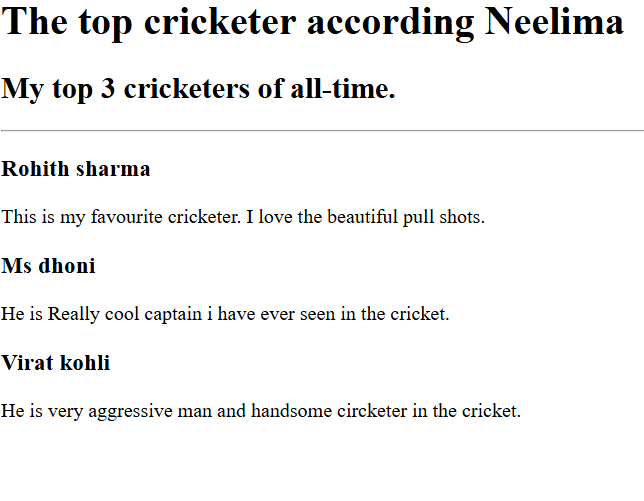 The top cricketer according Neelima
My top 3 cricketers of all-time.
Rohith sharma
This is my favourite cricketer. I love the beautiful pull shots.
Ms dhoni
He is Really cool captain i have ever seen in the cricket.
Virat kohli
He is very aggressive man and handsome circketer in the cricket.